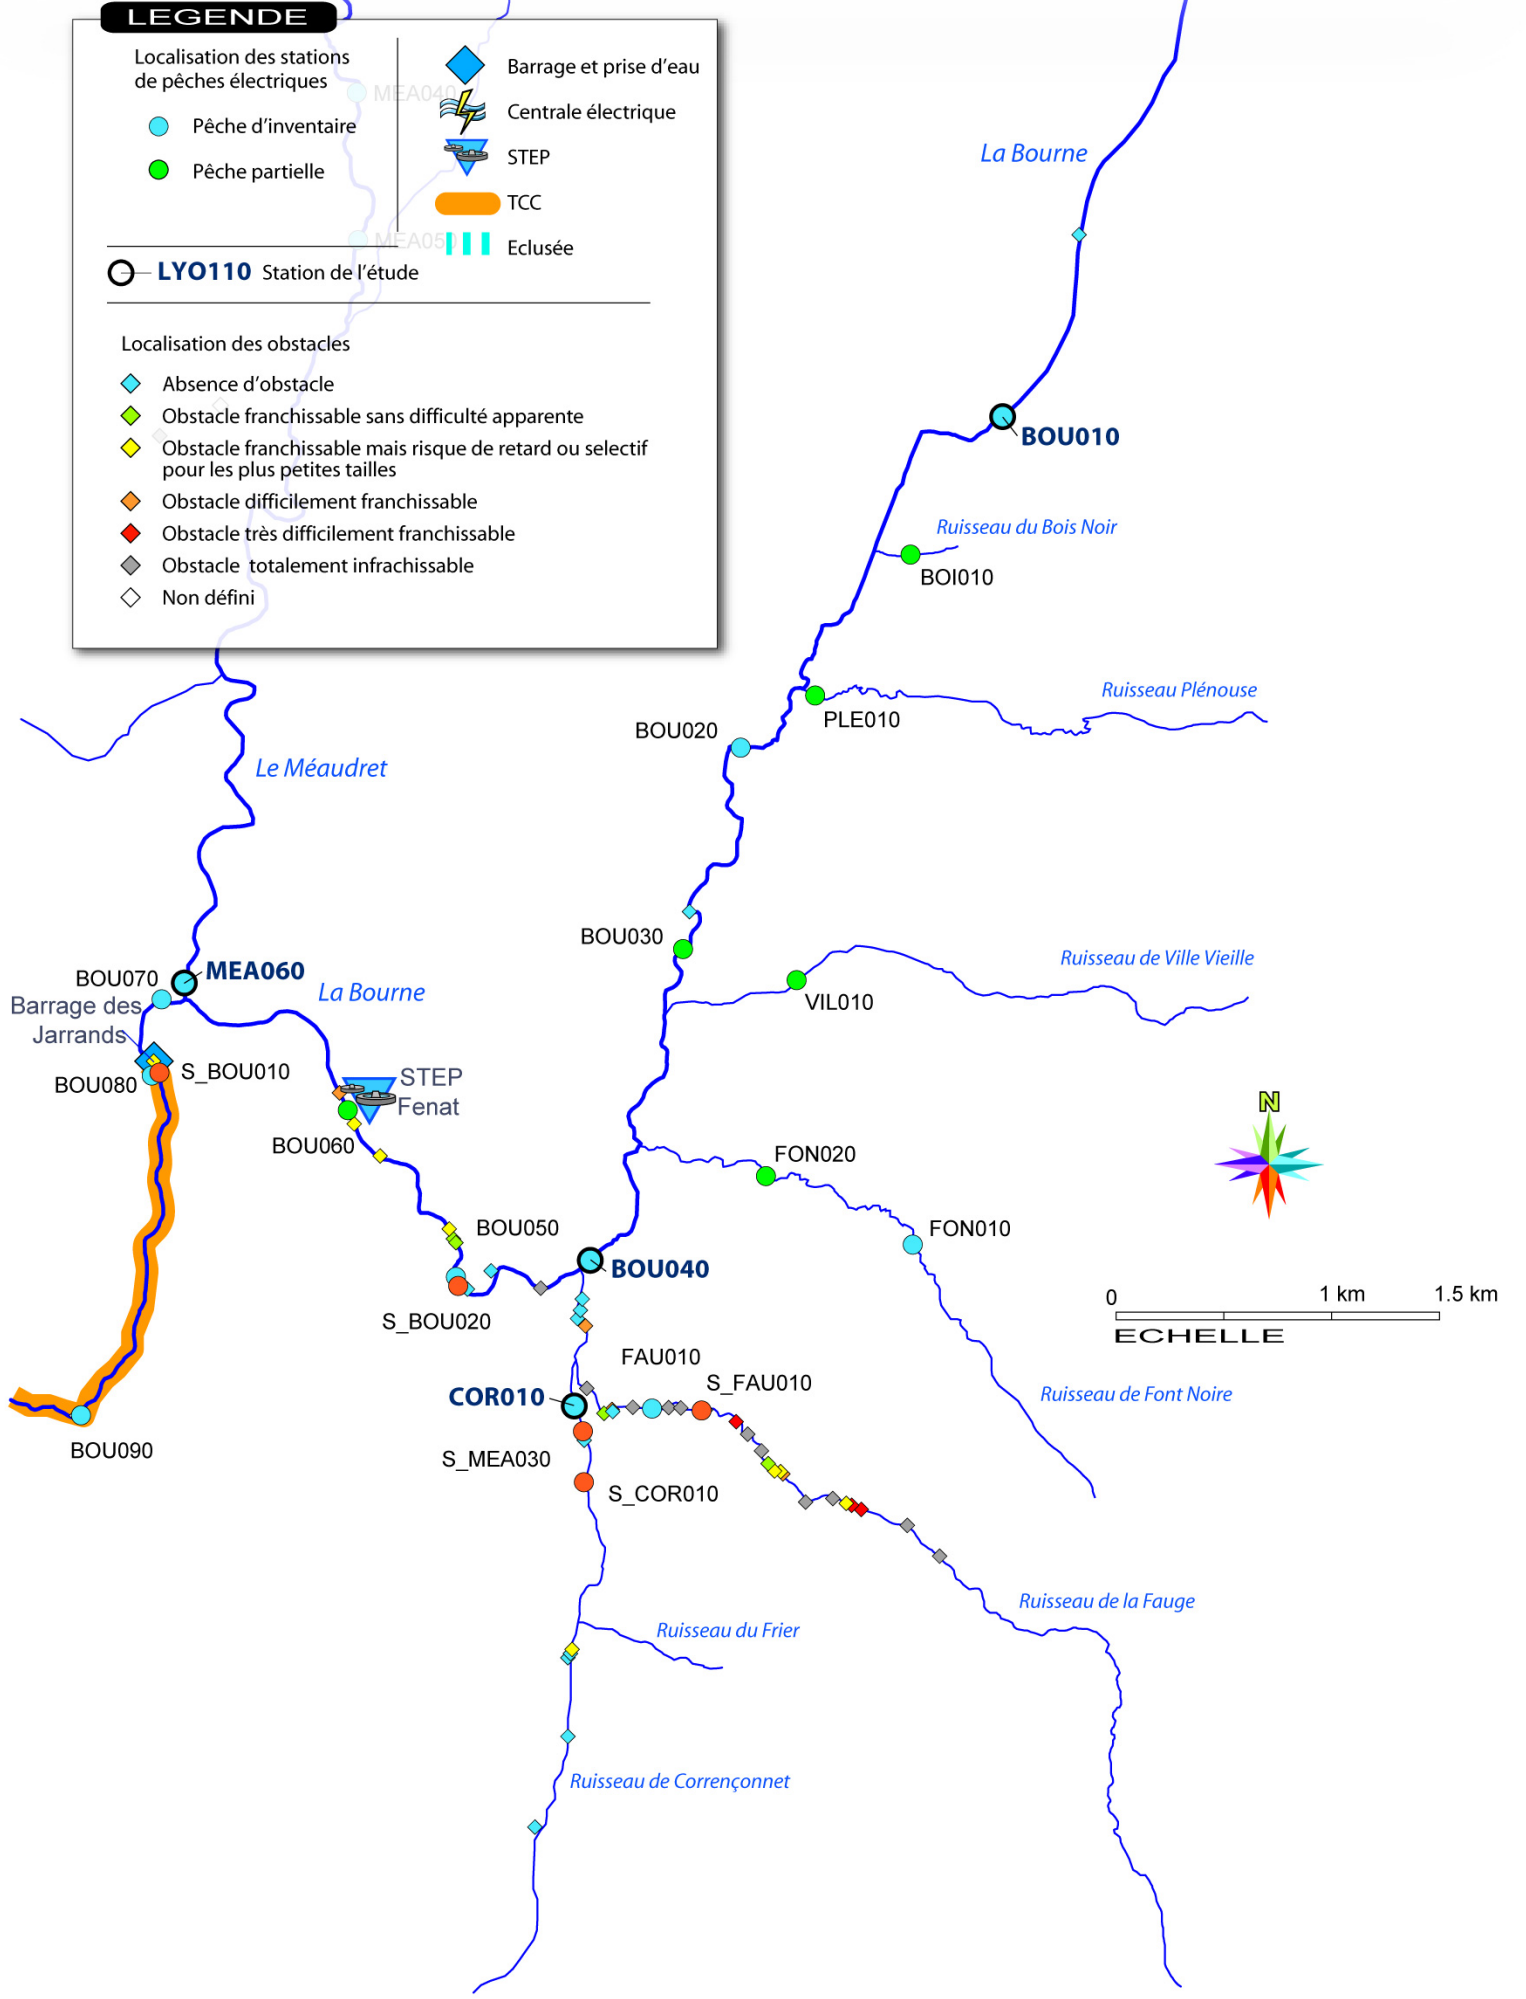 LEGENDE
Localisation des stations
de pêches électriques
Pêche d'inventaire
Pêche partielle
MEA040
MEA050
Barrage et prise d'eau
Centrale électrique
STEP
TCC
Eclusée
LYO110 Station de l'étude
Localisation des obstacles
Absence d'obstacle
Obstacle franchissable sans difficulté apparente
Obstacle franchissable mais risque de retard ou selectif
pour les plus petites tailles
Obstacle difficilement franchissable
Obstacle très difficilement franchissable
Obstacle totalement infrachissable
Non défini
La Bourne
BOU010
Ruisseau du Bois Noir
BOI010
Ruisseau Plénouse
PLE010
BOU020
Le Méaudret
BOU030
Ruisseau de Ville Vieille
VIL010
MEA060
BOU070
La Bourne
Barrage des
Jarrands
BOU080
S_BOU010
STEP
Fenat
BOU060
FON020
FON010
BOU050
BOU040
S_BOU020
N
0
1 km
1.5 km
ECHELLE
FAU010
S_FAU010
COR010
Ruisseau de Font Noire
BOU090
S_MEA030
S_COR010
Ruisseau de la Fauge
Ruisseau du Frier
Ruisseau de Corrençonnet